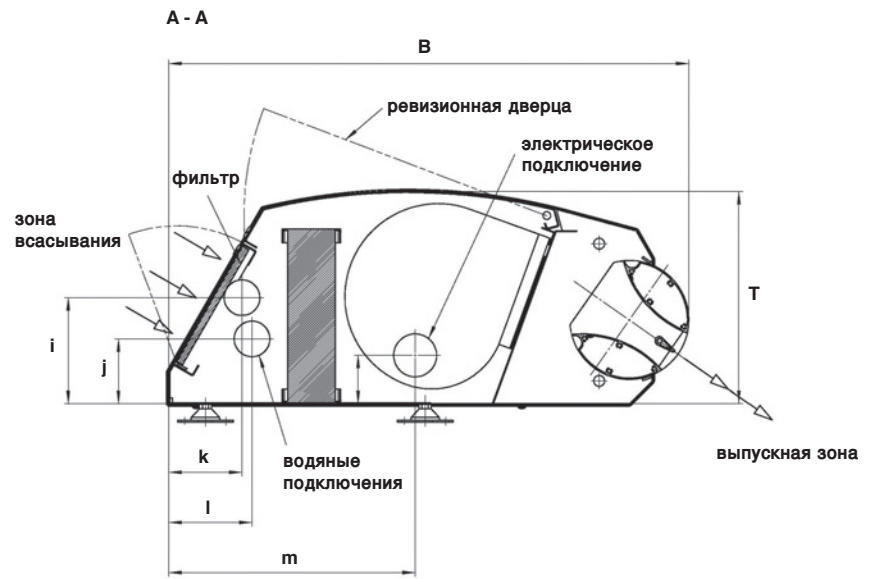 A - A
B
ревизионная дверца
электрическое
подключение
фильтр
зона
всасывания
T
i
j
k
водяные
подключения
выпускная зона
l
m